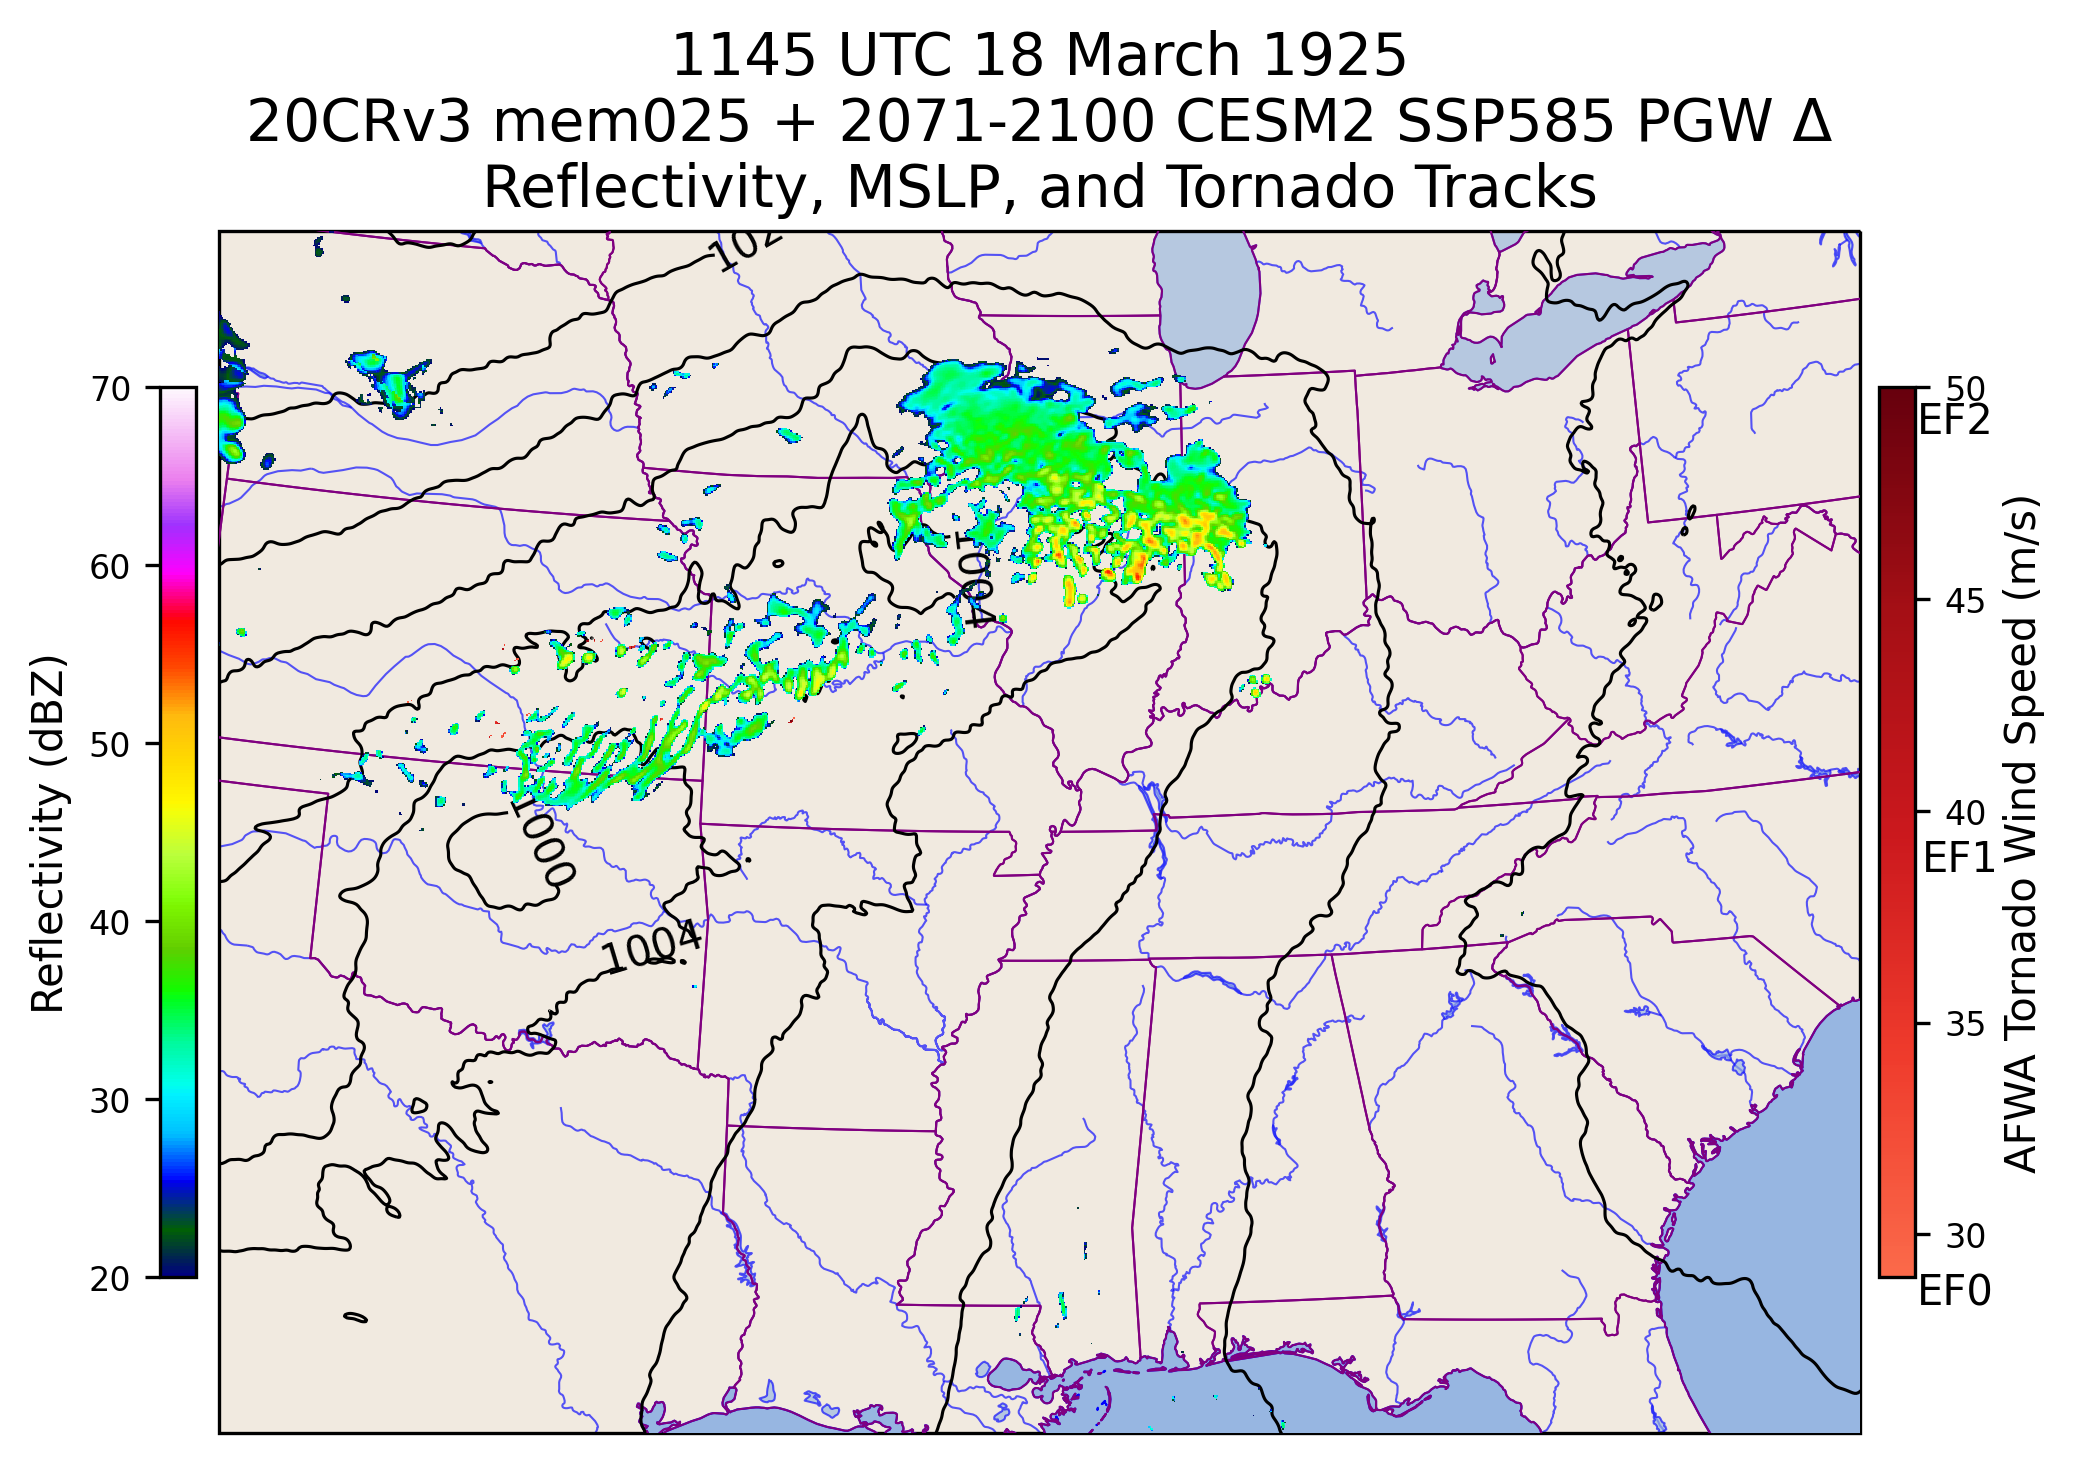 1145 UTC 18 March 1925
20CRv3 mem025 + 2071-2100 CESM2 SSP585 PGW Δ
Reflectivity, MSLP, and Tornado Tracks
Reflectivity (dBZ)
70
60
50
40
30
20
102
1004
1000
1004
50
EF2
45
40
EF1
35
30
EF0
AFWA Tornado Wind Speed (m/s)